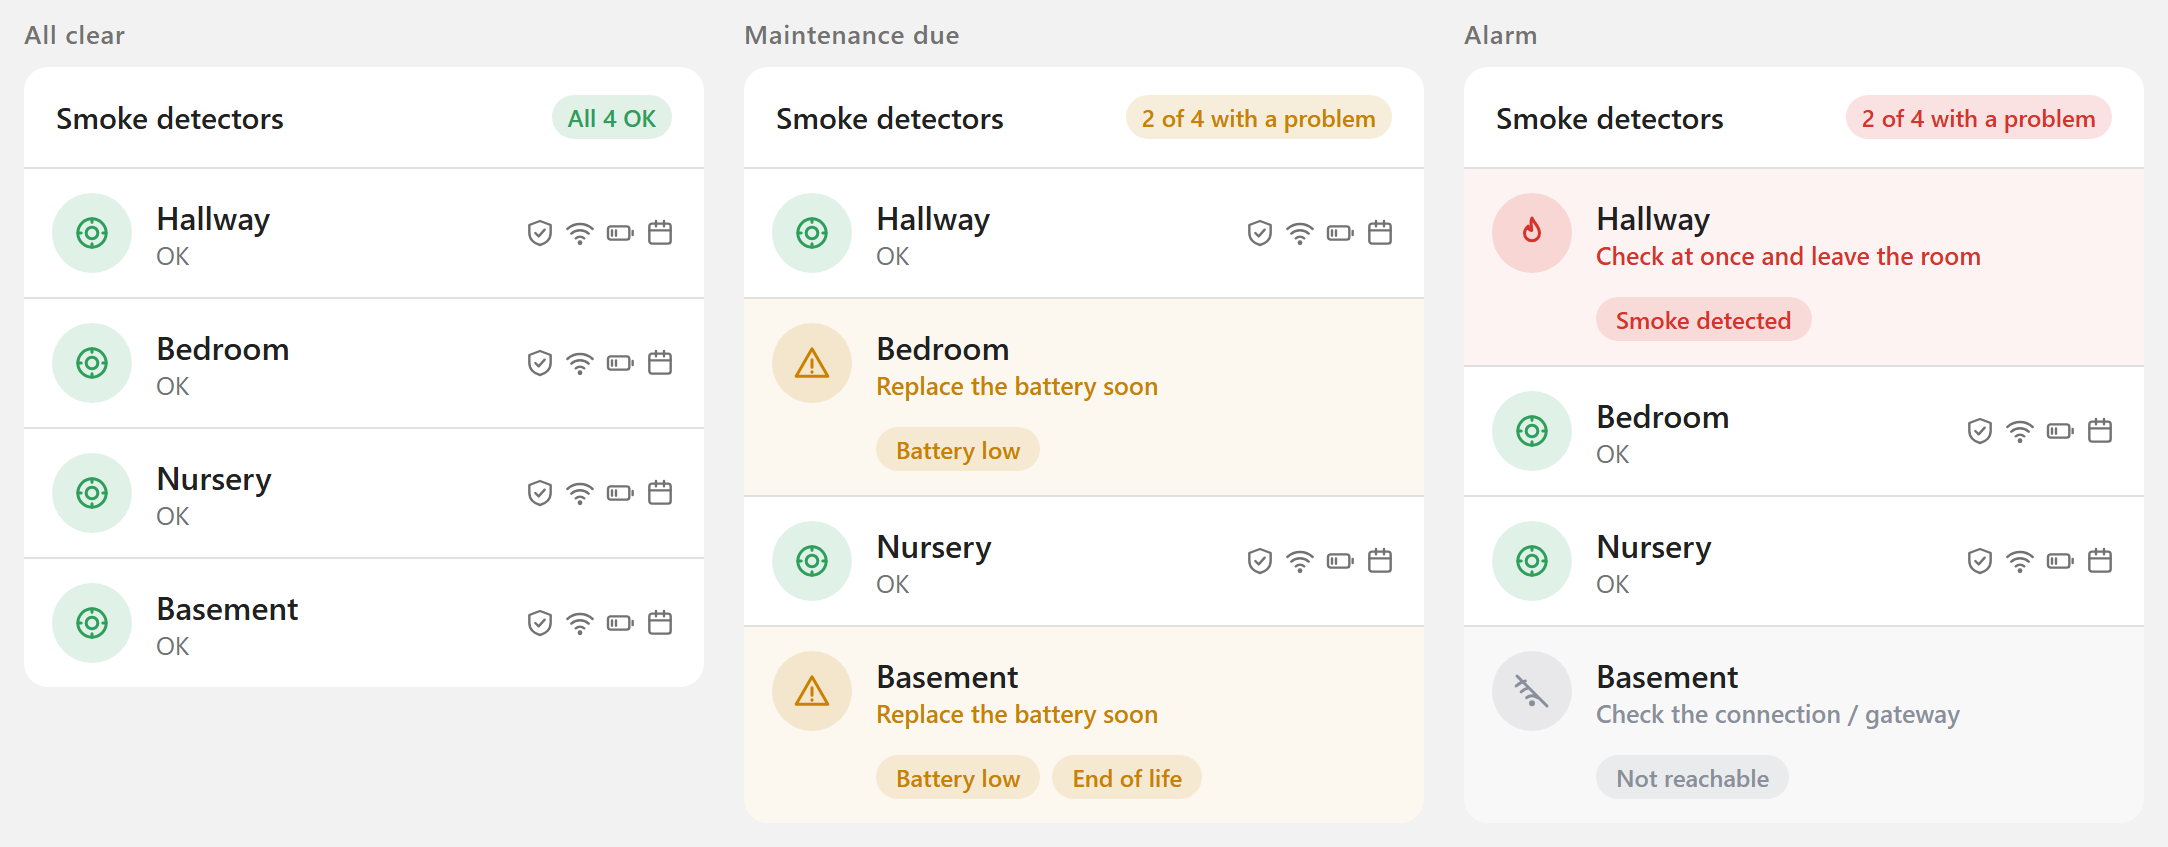 All clear
Smoke detectors
All 4 OK
Hallway
OK
Bedroom
OK
Nursery
OK
Basement
OK
Maintenance due
Smoke detectors
2 of 4 with a problem
Hallway
OK
Bedroom
Replace the battery soon
Battery low
Nursery
OK
Basement
Replace the battery soon
Battery low
End of life
Alarm
Smoke detectors
2 of 4 with a problem
Hallway
Check at once and leave the room
Smoke detected
Bedroom
OK
Nursery
OK
Basement
Check the connection / gateway
Not reachable